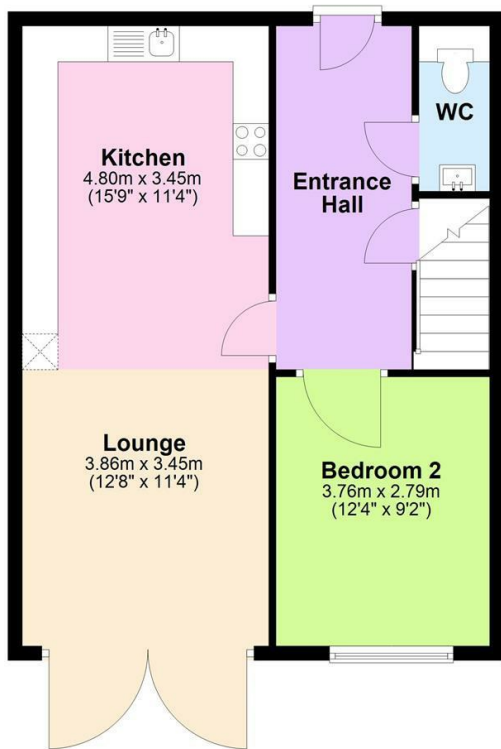 Kitchen
4.80m x 3.45m
(15'9" x 11'4")
Entrance
Hall
WC
Lounge
3.86m x 3.45m
(12'8" x 11'4")
Bedroom 2
3.76m x 2.79m
(12'4" x 9'2")